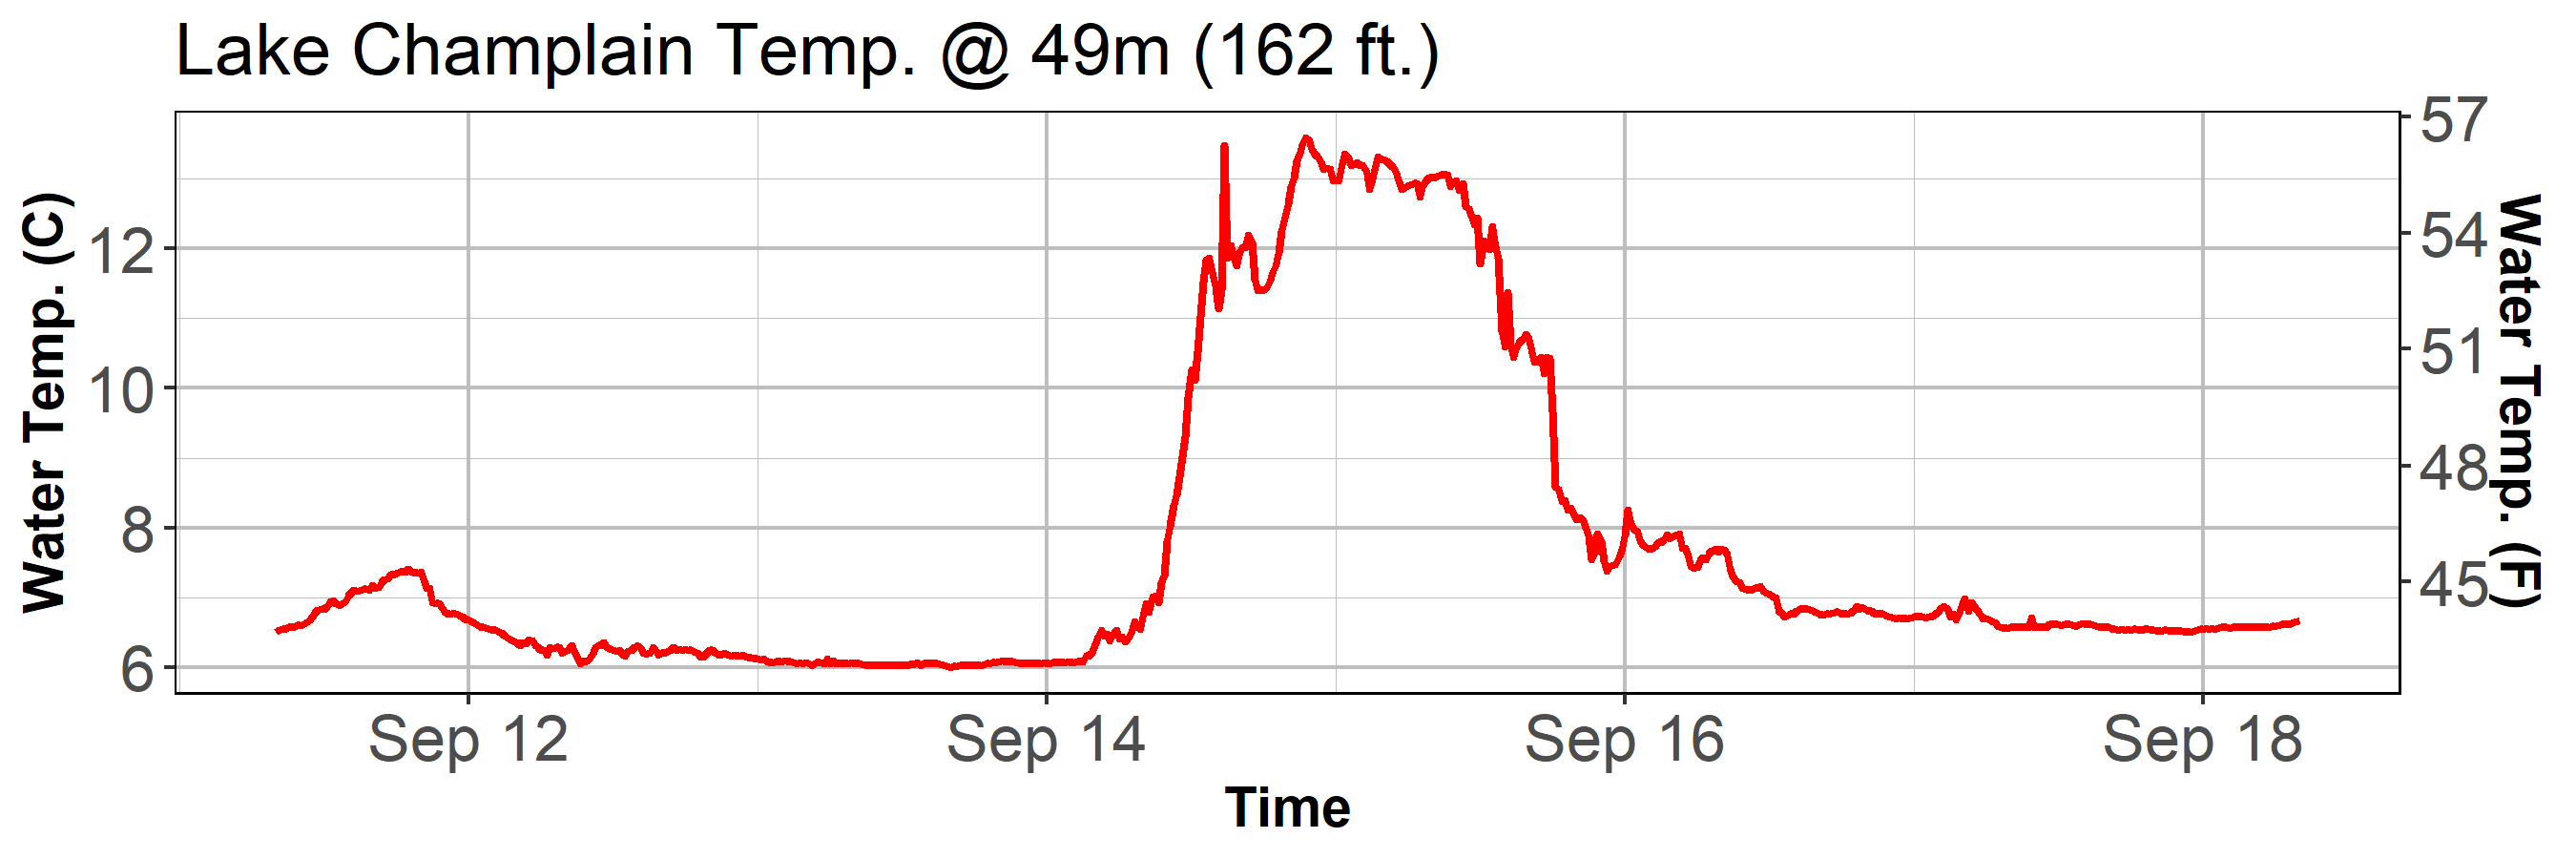 Lake Champlain Temp. @ 49m (162 ft.)
Water Temp. (C)
12
10
8
6
57
54
51
48
45
Water Temp. (F)
Sep 12 Sep 14 Sep 16 Sep 18
Time